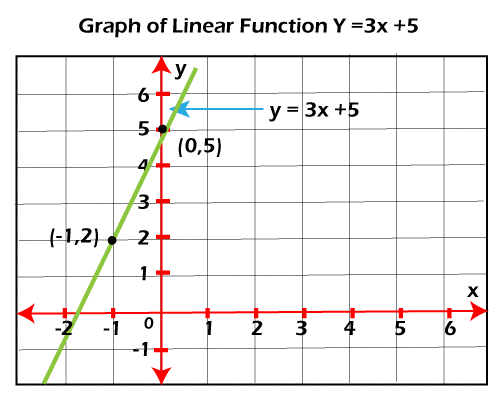 Graph of Linear Function Y =3x +5
y
6
y = 3x +5
5
(0,5)
4
3
(-1,2)
2
1
x
-2 -1 0 1 2 3 4 5 6
-1